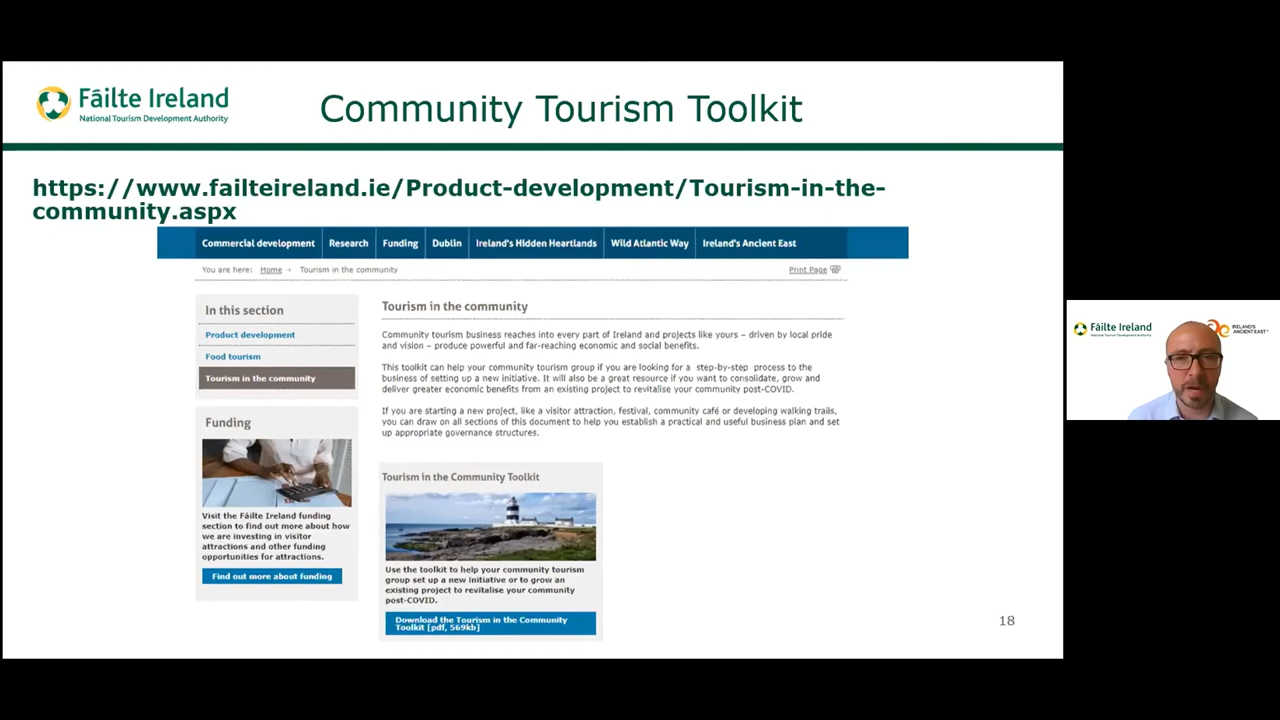 Fáilte Ireland
National Tourism Development Authority
Community Tourism Toolkit
https://www.failteireland.ie/Product-development/Tourism-in-the-
community.aspx
Commercial development Research Funding Dublin Ireland's Hidden Heartlands Wild Atlantic Way Ireland's Ancient East
You are here: Home Tourism in the community Print Page
In this section
Product development
Food tourism
Tourism in the community
Funding
Visit the Fáilte Ireland funding
section to find out more about how
we are investing in visitor
attractions and other funding
opportunities for attractions.
Find out more about funding
Tourism in the community
Community tourism business reaches into every part of Ireland and projects like yours – driven by local pride
and vision – produce powerful and far-reaching economic and social benefits.
This toolkit can help your community tourism group if you are looking for a step-by-step process to the
business of setting up a new initiative. It will also be a great resource if you want to consolidate, grow and
deliver greater economic benefits from an existing project to revitalise your community post-COVID.
If you are starting a new project, like a visitor attraction, festival, community café or developing walking trails,
you can draw on all sections of this document to help you establish a practical and useful business plan and set
up appropriate governance structures.
Tourism in the Community Toolkit
Use the toolkit to help your community tourism
group set up a new initiative or to grow an
existing project to revitalise your community
post-COVID.
Download the Tourism in the Community
Toolkit [pdf, 569kb]
18
Fáilte Ireland
National Tourism Development Authority
IRELAND'S
ANCIENT EAST